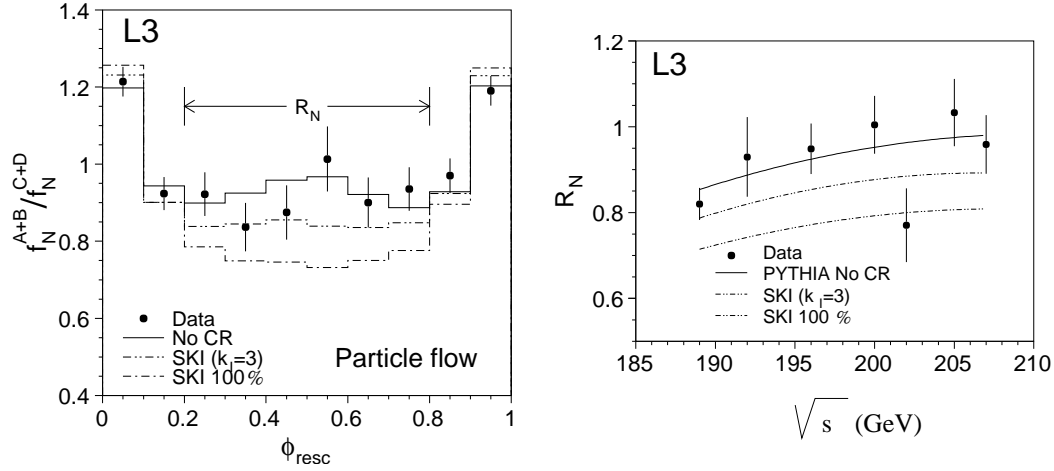 L3
1.4
1.2
1
0.8
0.6
0.4
f_N^{A+B}/f_N^{C+D}
R_N
Data
No CR
SKI (k_I=3)
SKI 100%
Particle flow
0 0.2 0.4 0.6 0.8 1
ϕ_resc
L3
1.2
1
0.8
0.6
R_N
Data
PYTHIA No CR
SKI (k_I=3)
SKI 100 %
185 190 195 200 205 210
√s (GeV)